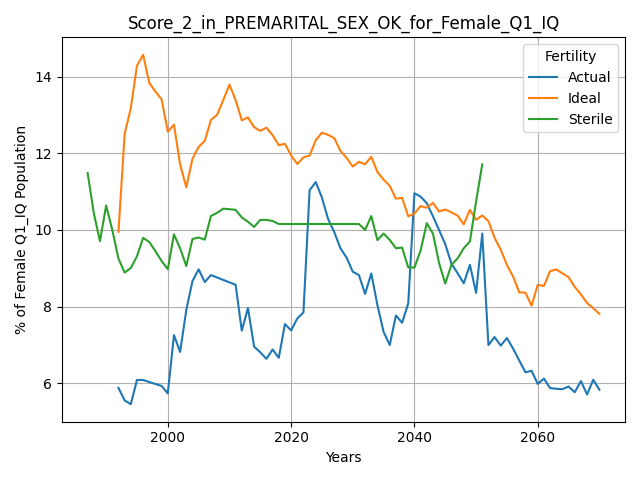 Score_2_in_PREMARITAL_SEX_OK_for_Female_Q1_IQ
Fertility
Actual
Ideal
Sterile
% of Female Q1_IQ Population
14
12
10
8
6
2000
2020
2040
2060
Years